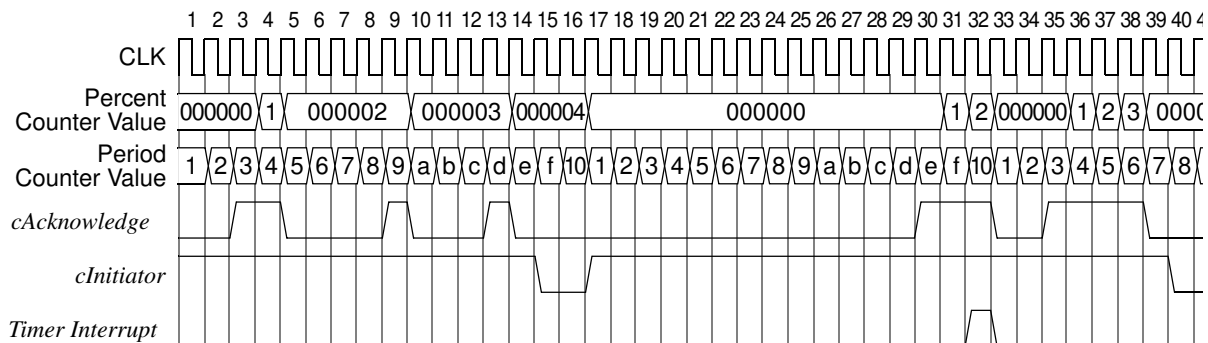 1 2 3 4 5 6 7 8 9 10 11 12 13 14 15 16 17 18 19 20 21 22 23 24 25 26 27 28 29 30 31 32 33 34 35 36 37 38 39 40 4
CLK
Percent
Counter Value
000000 1 000002 000003 000004 000000 1 2 000000 1 2 3 0000
Period
Counter Value
1 2 3 4 5 6 7 8 9 a b c d e f 10 1 2 3 4 5 6 7 8 9 a b c d e f 10 1 2 3 4 5 6 7 8
cAcknowledge
cInitiator
Timer Interrupt